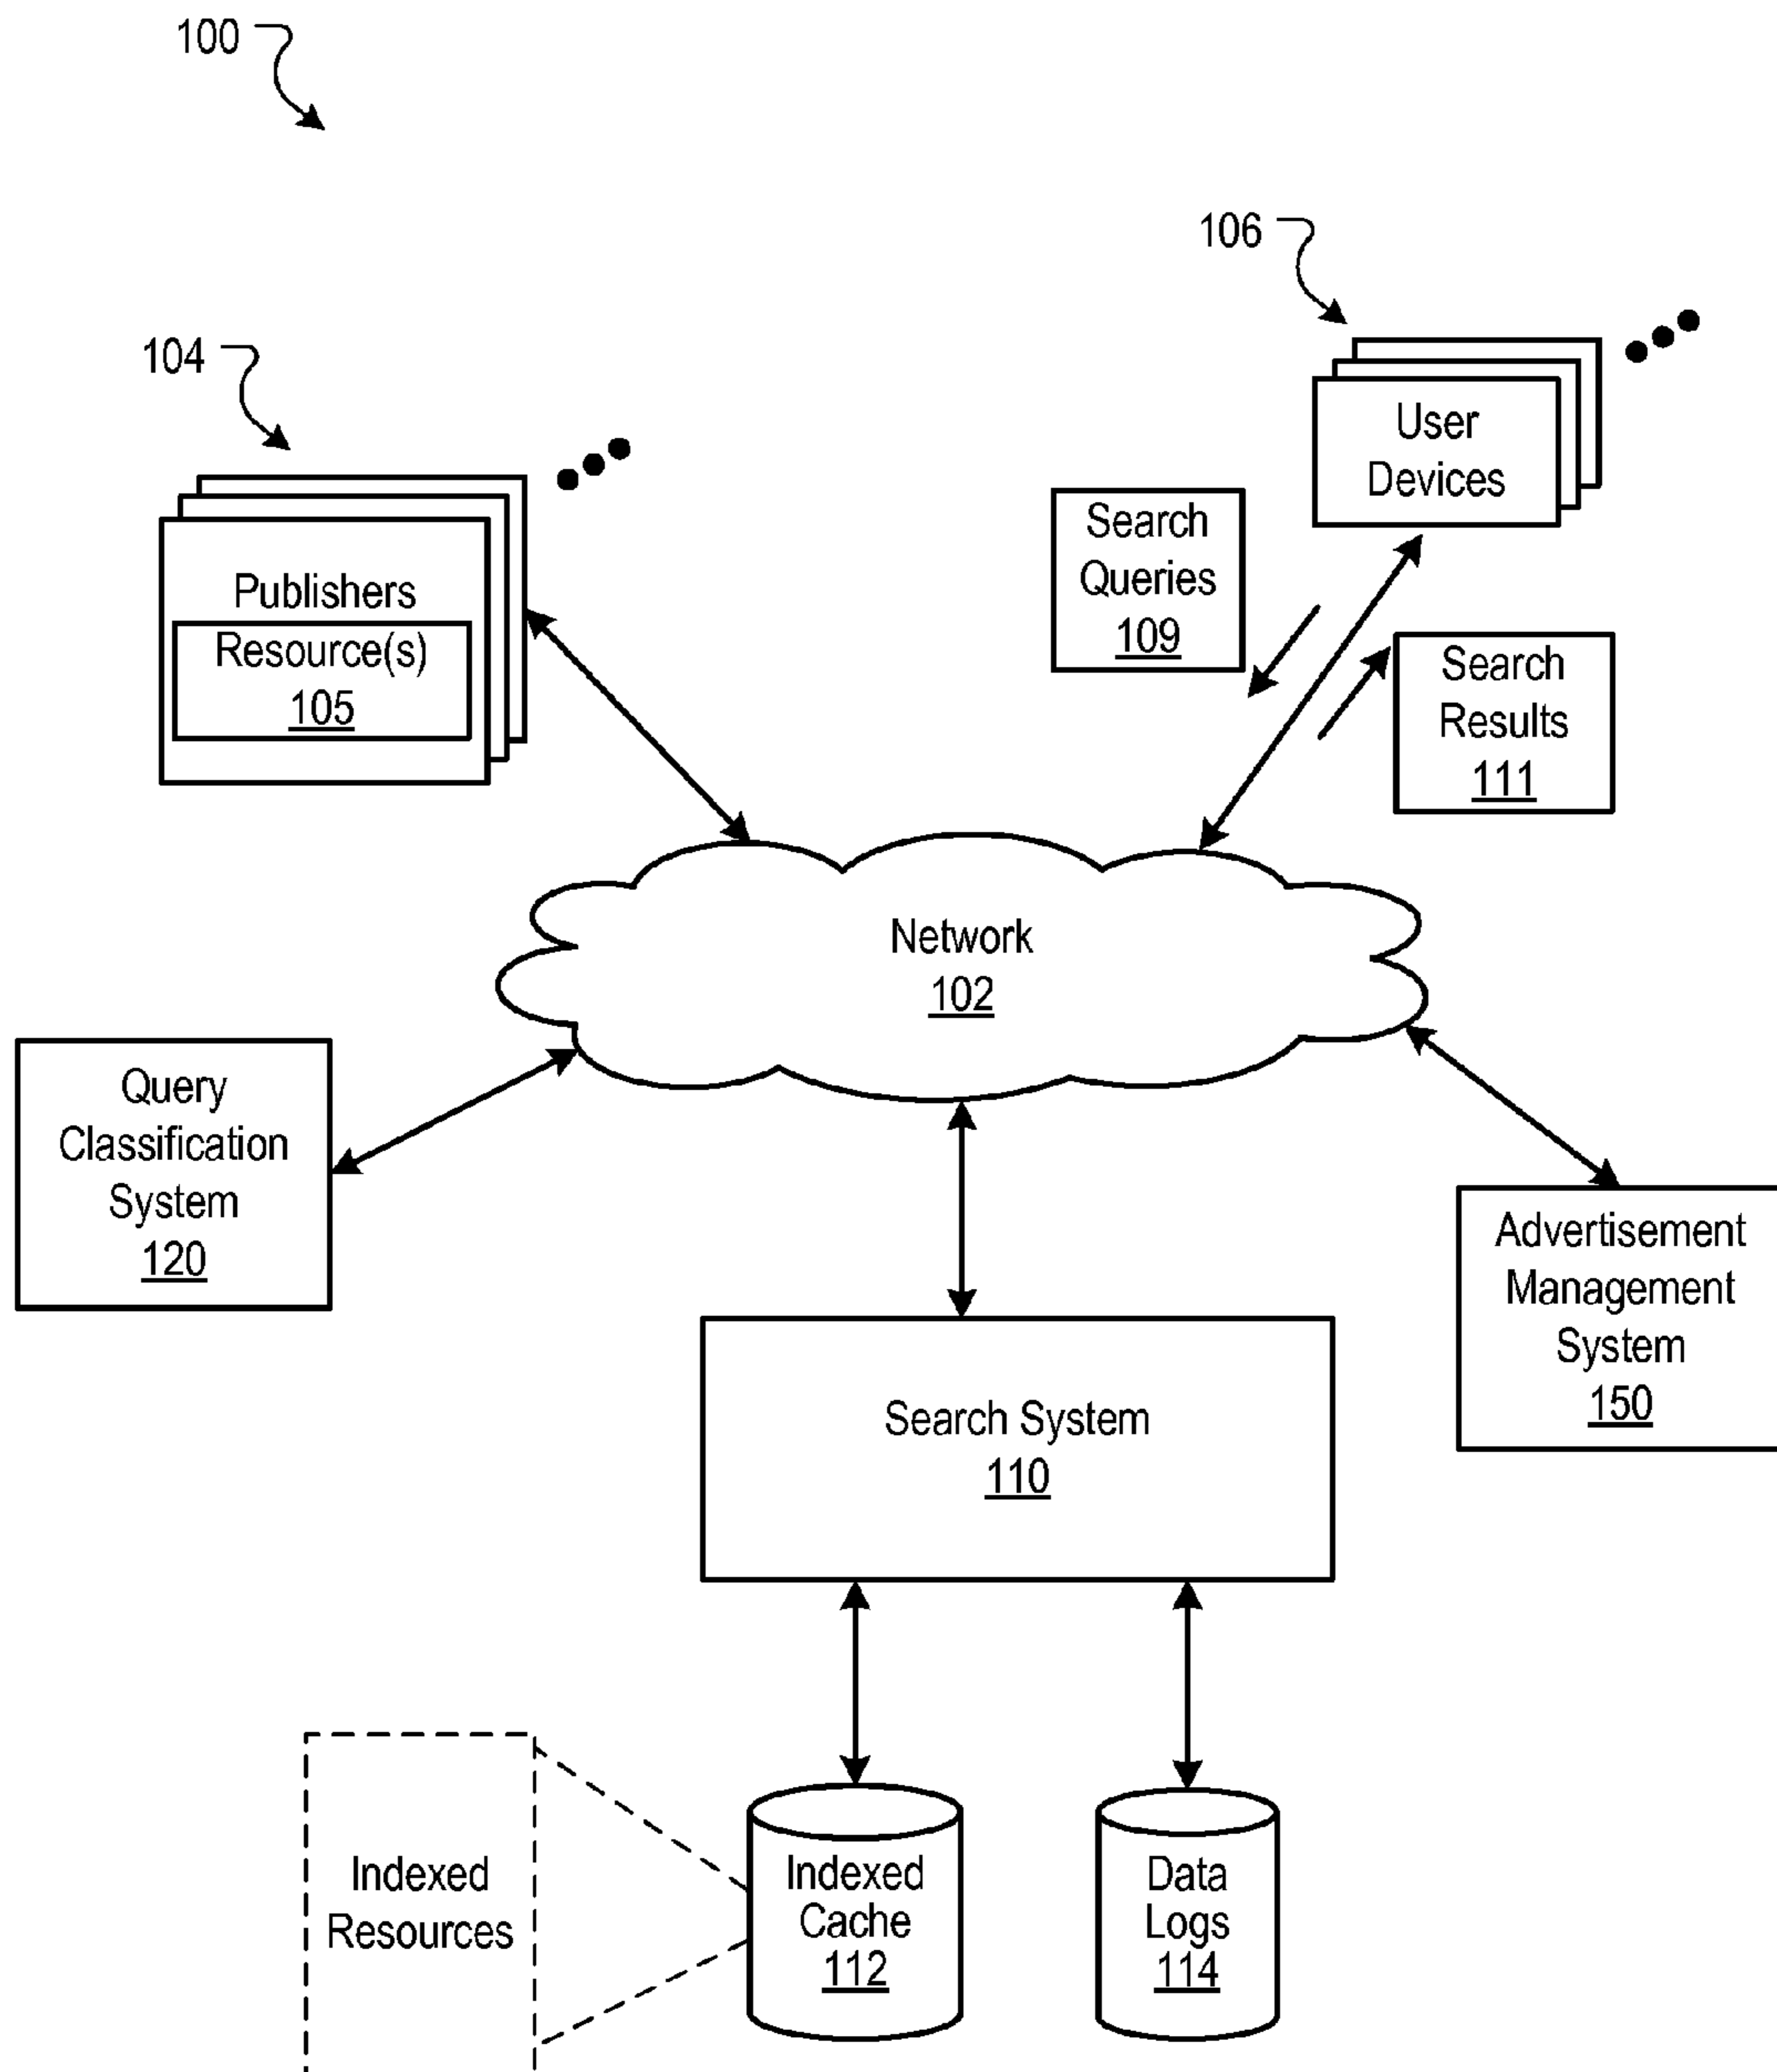 100
106
104
User
Devices
Search
Queries
109
Publishers
Resource(s)
105
Search
Results
111
Network
102
Query
Classification
System
120
Advertisement
Management
System
150
Search System
110
Indexed
Resources
Indexed
Cache
112
Data
Logs
114